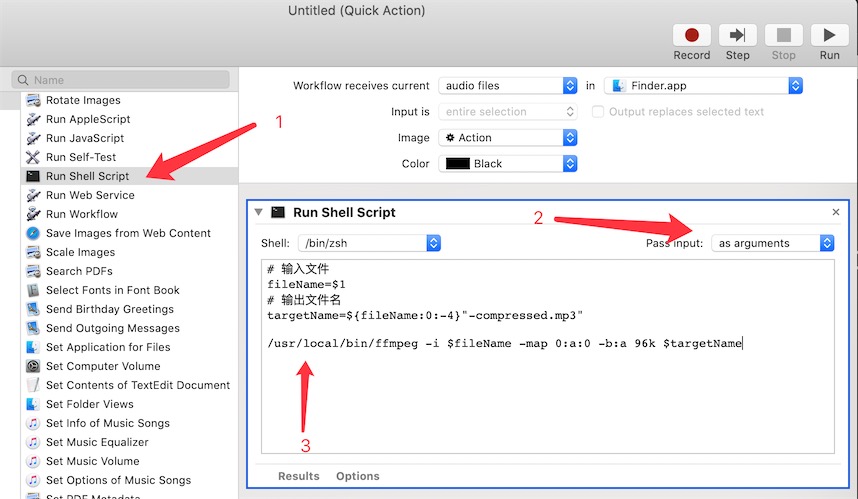 Untitled (Quick Action)
Record
Step
Stop
Run
Name
Rotate Images
Run AppleScript
Run JavaScript
Run Self-Test
Run Shell Script
Run Web Service
Run Workflow
Save Images from Web Content
Scale Images
Search PDFs
Select Fonts in Font Book
Send Birthday Greetings
Send Outgoing Messages
Set Application for Files
Set Computer Volume
Set Contents of TextEdit Document
Set Folder Views
Set Info of Music Songs
Set Music Equalizer
Set Music Volume
Set Options of Music Songs
Set PDF Metadata
1
Workflow receives current audio files in Finder.app
Input is entire selection Output replaces selected text
Image Action
Color Black
Run Shell Script
2
Shell: /bin/zsh Pass input: as arguments
# 输入文件
fileName=$1
# 输出文件名
targetName=${fileName:0:-4}"-compressed.mp3"
/usr/local/bin/ffmpeg -i $fileName -map 0:a:0 -b:a 96k $targetName
3
Results Options